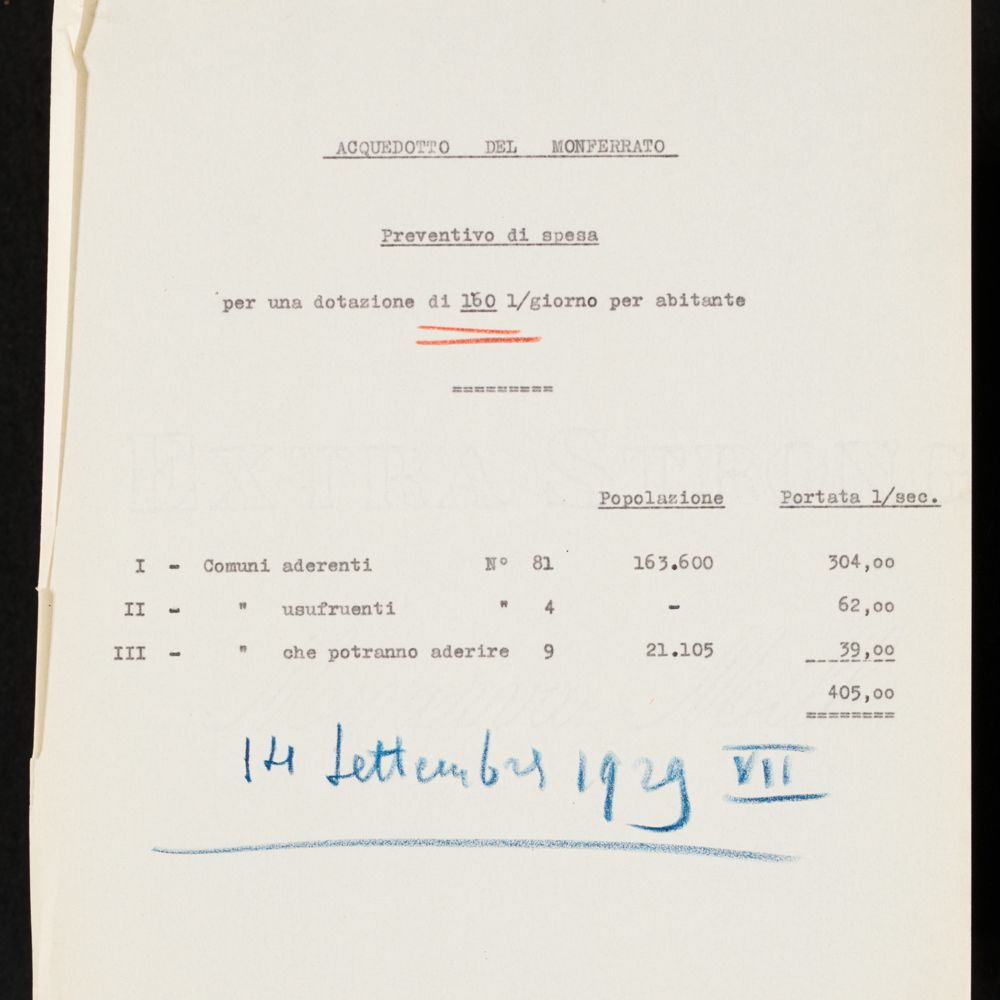 ACQUEDOTTO DEL MONFERRATO
Preventivo di spesa
per una dotazione di 160 l/giorno per abitante
=========
EXTRA
Popolazione Portata l/sec.
I - Comuni aderenti N° 81 163.600 304,00
II - " usufruenti " 4 - 62,00
III - " che potranno aderire 9 21.105 39,00
405,00
14 Settembre 1929 VII